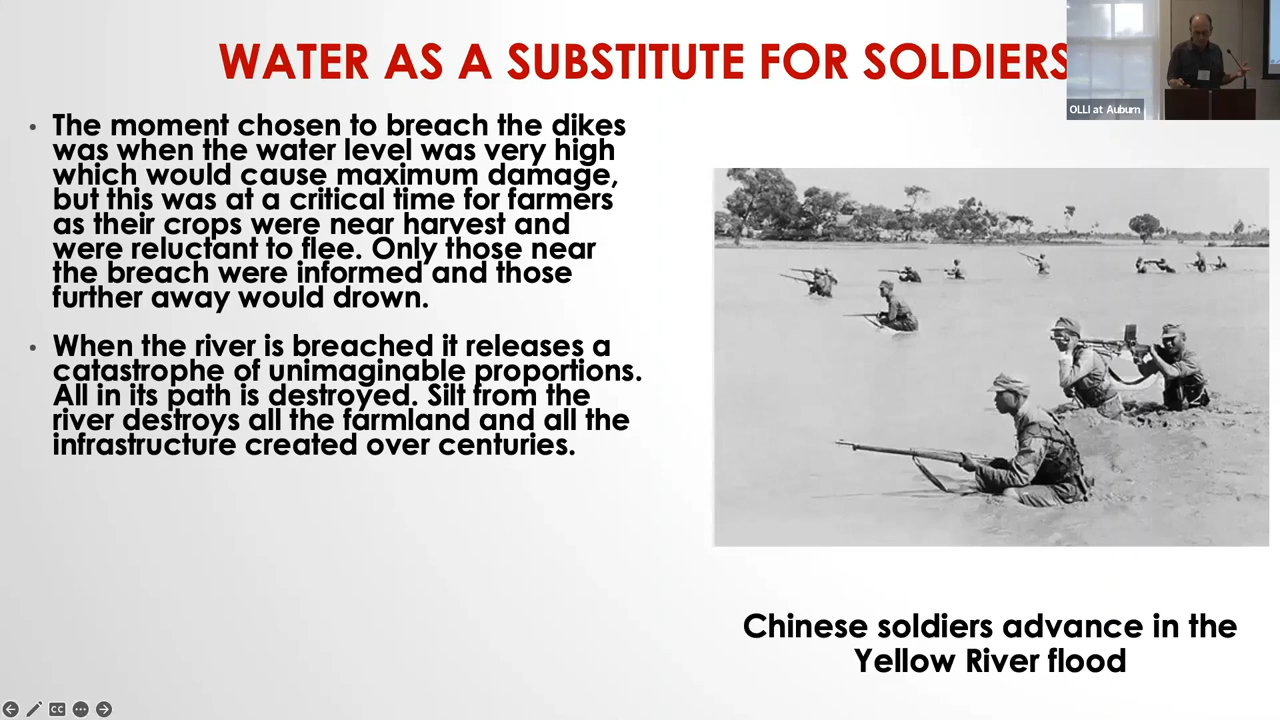 WATER AS A SUBSTITUTE FOR SOLDIERS
OLLI at Auburn
• The moment chosen to breach the dikes
was when the water level was very high
which would cause maximum damage,
but this was at a critical time for farmers
as their crops were near harvest and
were reluctant to flee. Only those near
the breach were informed and those
further away would drown.
• When the river is breached it releases a
catastrophe of unimaginable proportions.
All in its path is destroyed. Silt from the
river destroys all the farmland and all the
infrastructure created over centuries.
Chinese soldiers advance in the
Yellow River flood
CC